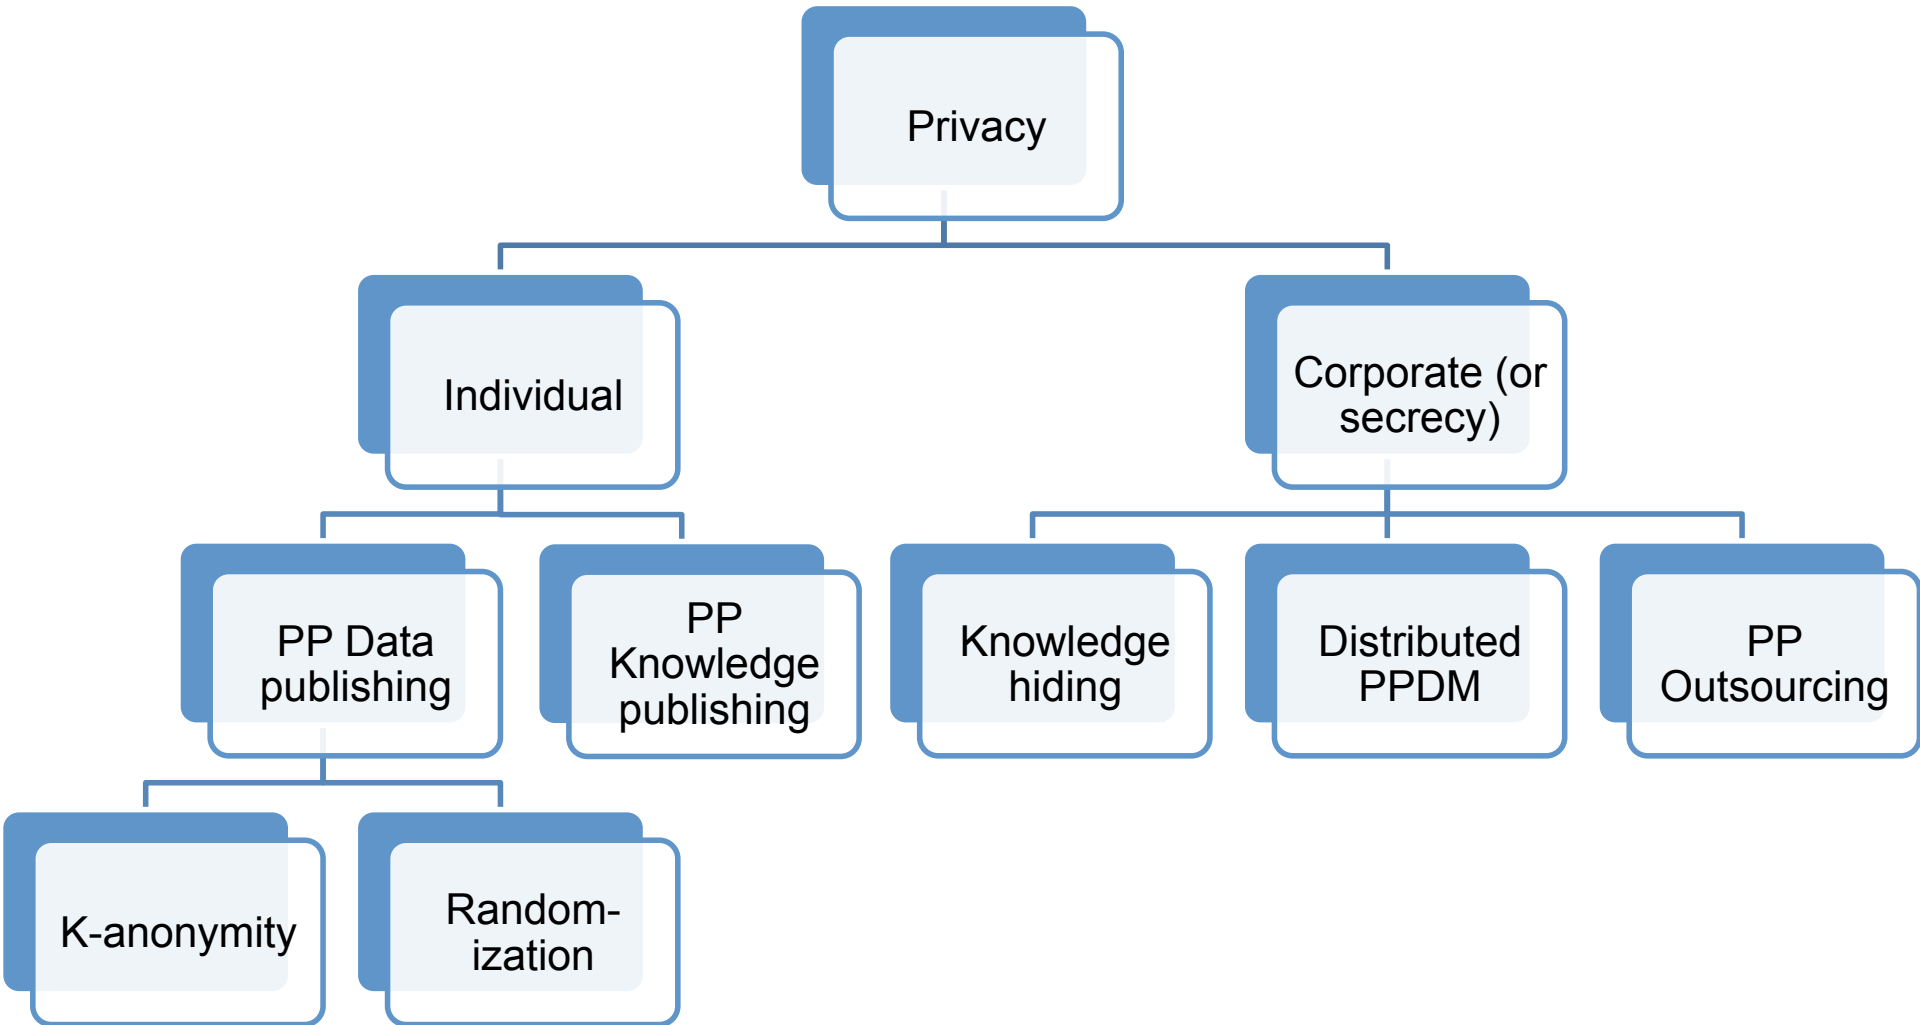 Privacy
Individual
Corporate (or
secrecy)
PP Data
publishing
PP
Knowledge
publishing
Knowledge
hiding
Distributed
PPDM
PP
Outsourcing
K-anonymity
Random-
ization